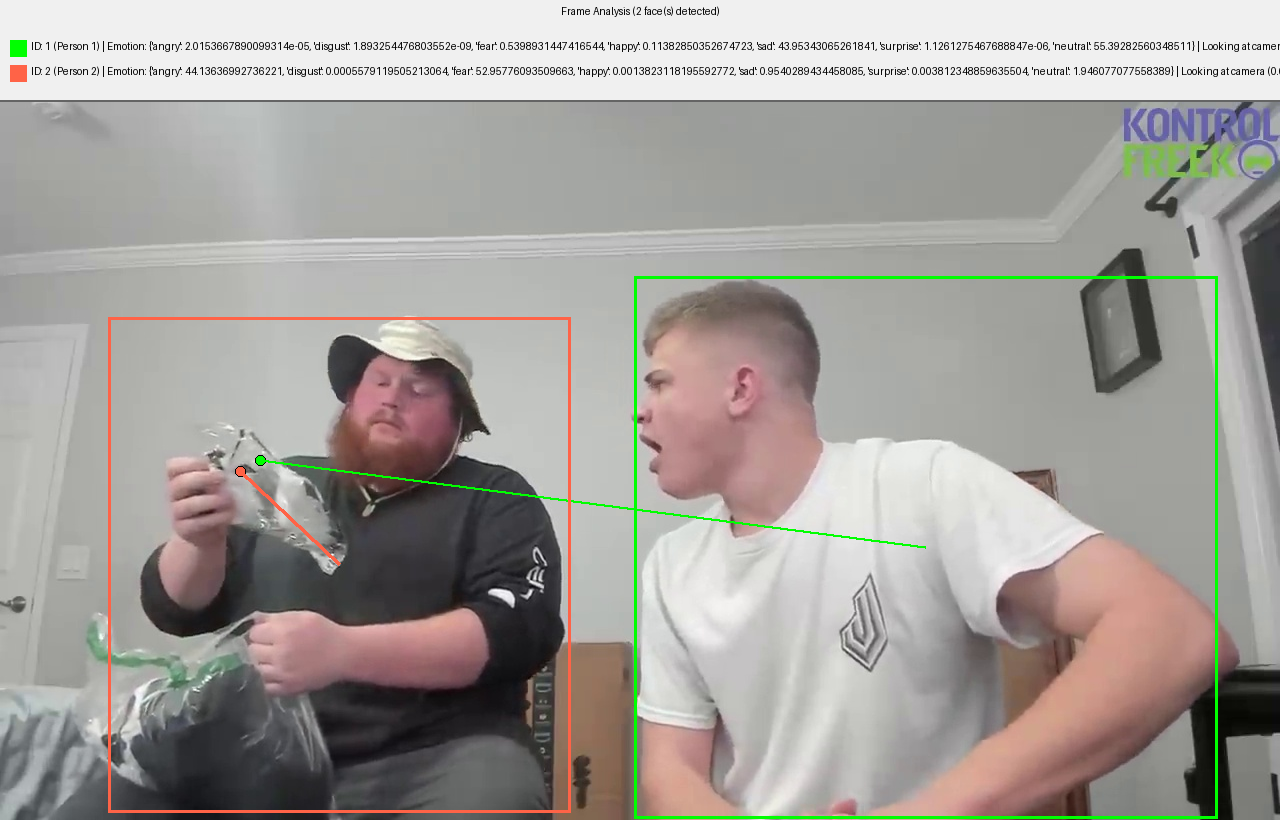 Frame Analysis (2 face(s) detected)
ID: 1 (Person 1) | Emotion: {'angry': 2.0153667890099314e-05, 'disgust': 1.893254476803552e-09, 'fear': 0.5398931447416544, 'happy': 0.11382850352674723, 'sad': 43.95343065261841, 'surprise': 1.1261275467688847e-06, 'neutral': 55.39282560348511} | Looking at camer
ID: 2 (Person 2) | Emotion: {'angry': 44.13636992736221, 'disgust': 0.0005579119505213064, 'fear': 52.95776093509663, 'happy': 0.0013823118195592772, 'sad': 0.9540289434458085, 'surprise': 0.003812348859635504, 'neutral': 1.946077077558389} | Looking at camera (0.0
KONTROL
FREEK